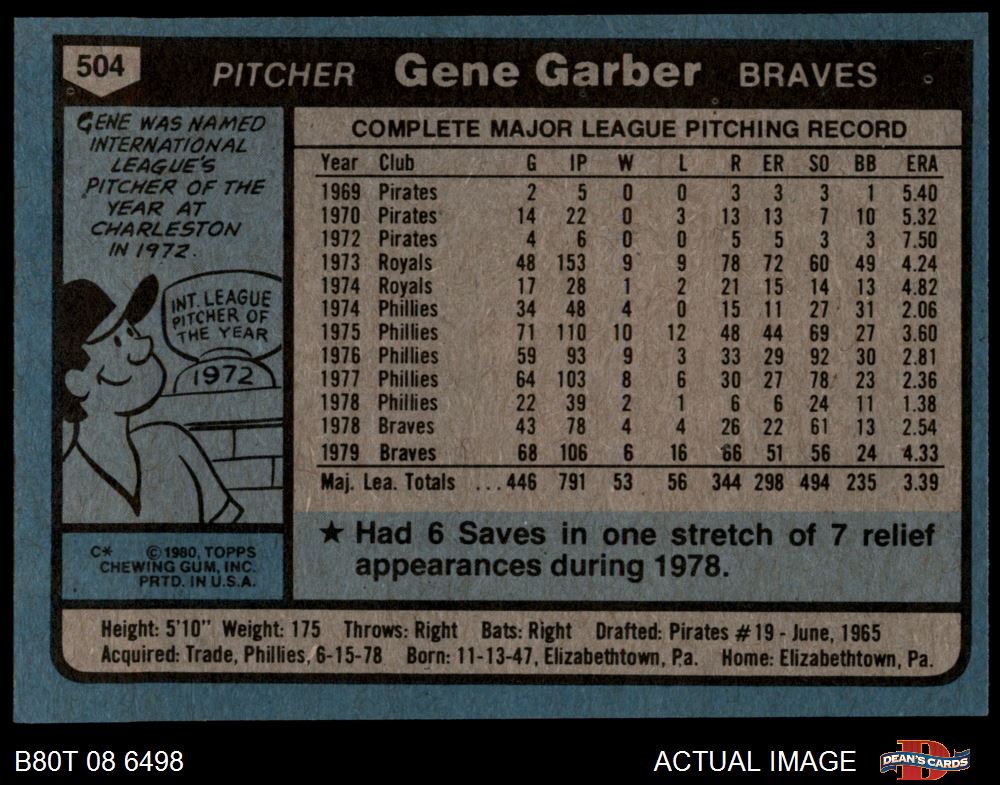 504 PITCHER Gene Garber BRAVES
GENE WAS NAMED
INTERNATIONAL
LEAGUE'S
PITCHER OF THE
YEAR AT
CHARLESTON
IN 1972.
INT. LEAGUE
PITCHER OF
THE YEAR
1972
C* © 1980, TOPPS
CHEWING GUM, INC.
PRTD. IN U.S.A.
COMPLETE MAJOR LEAGUE PITCHING RECORD
Year Club G IP W L R ER SO BB ERA
1969 Pirates 2 5 0 0 3 3 3 1 5.40
1970 Pirates 14 22 0 3 13 13 7 10 5.32
1972 Pirates 4 6 0 0 5 5 3 3 7.50
1973 Royals 48 153 9 9 78 72 60 49 4.24
1974 Royals 17 28 1 2 21 15 14 13 4.82
1974 Phillies 34 48 4 0 15 11 27 31 2.06
1975 Phillies 71 110 10 12 48 44 69 27 3.60
1976 Phillies 59 93 9 3 33 29 92 30 2.81
1977 Phillies 64 103 8 6 30 27 78 23 2.36
1978 Phillies 22 39 2 1 6 6 24 11 1.38
1978 Braves 43 78 4 4 26 22 61 13 2.54
1979 Braves 68 106 6 16 66 51 56 24 4.33
Maj. Lea. Totals ...446 791 53 56 344 298 494 235 3.39
★ Had 6 Saves in one stretch of 7 relief
appearances during 1978.
Height: 5'10" Weight: 175 Throws: Right Bats: Right Drafted: Pirates #19 - June, 1965
Acquired: Trade, Phillies, 6-15-78 Born: 11-13-47, Elizabethtown, Pa. Home: Elizabethtown, Pa.
B80T 08 6498 ACTUAL IMAGE DEAN'S CARDS